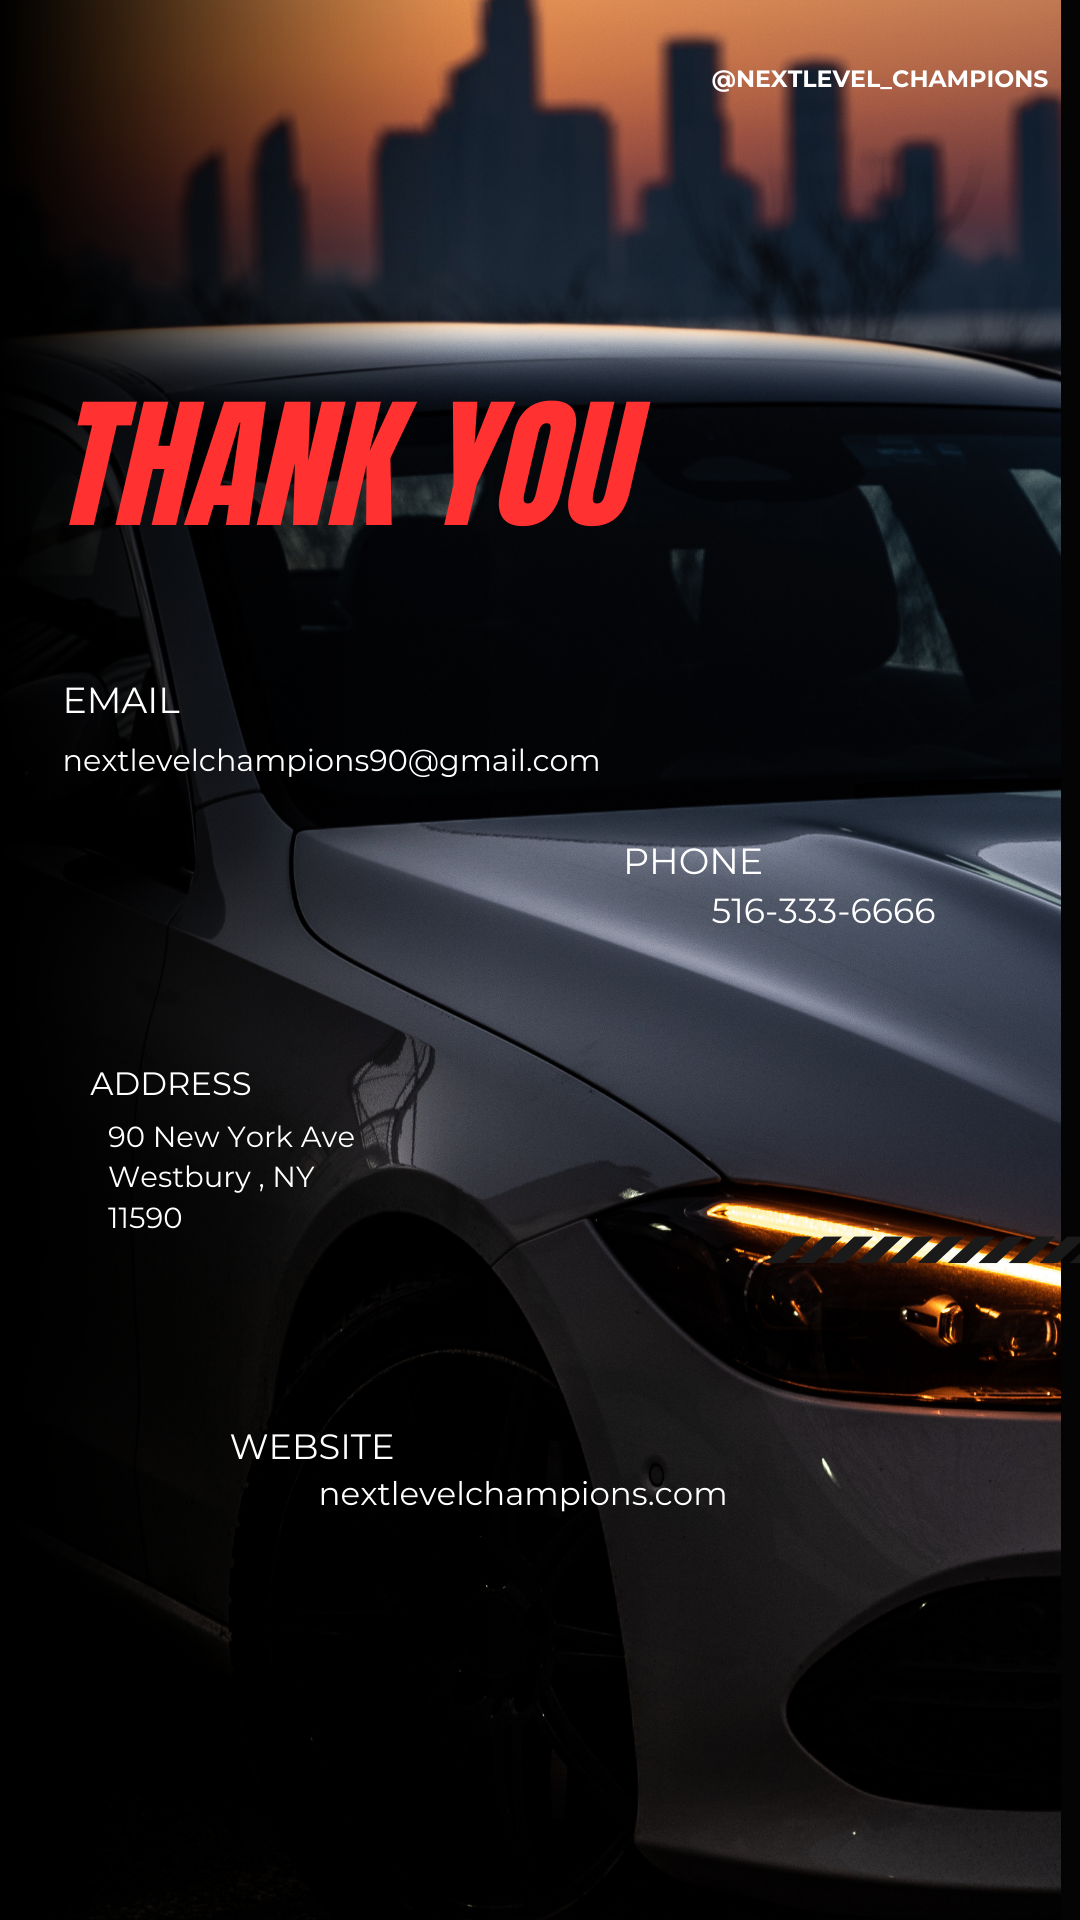 @NEXTLEVEL_CHAMPIONS
THANK YOU
EMAIL
nextlevelchampions90@gmail.com
PHONE
516-333-6666
ADDRESS
90 New York Ave
Westbury , NY
11590
WEBSITE
nextlevelchampions.com